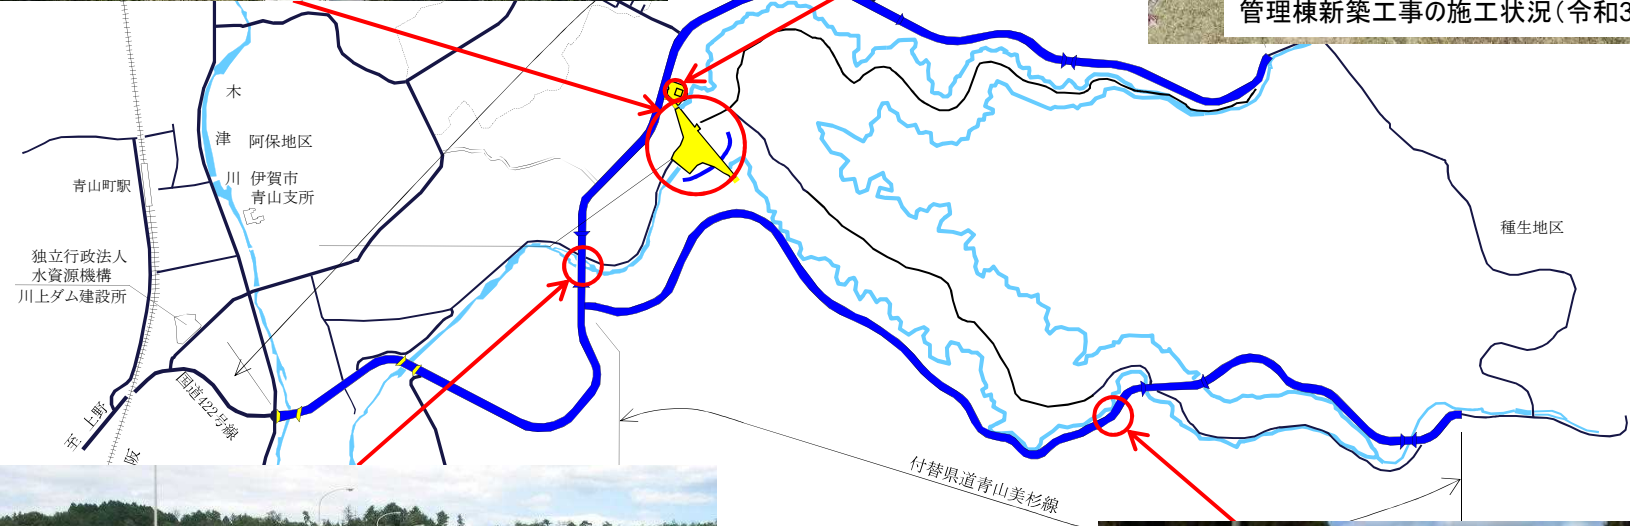 管理棟新築工事の施工状況(令和3
木
津
川
阿保地区
伊賀市
青山支所
青山町駅
独立行政法人
水資源機構
川上ダム建設所
種生地区
国道422号線
至 上野
阪
付替県道青山美杉線